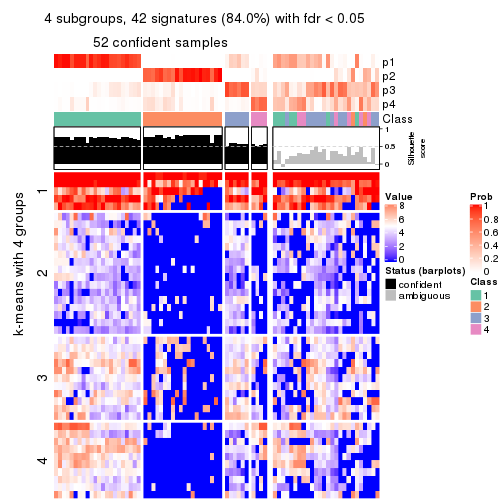 4 subgroups, 42 signatures (84.0%) with fdr < 0.05
52 confident samples
p1
p2
p3
p4
Class
1
0.5
0
Silhouette
score
k-means with 4 groups
1
2
3
4
Value
8
6
4
2
0
Status (barplots)
confident
ambiguous
Prob
1
0.8
0.6
0.4
0.2
0
Class
1
2
3
4